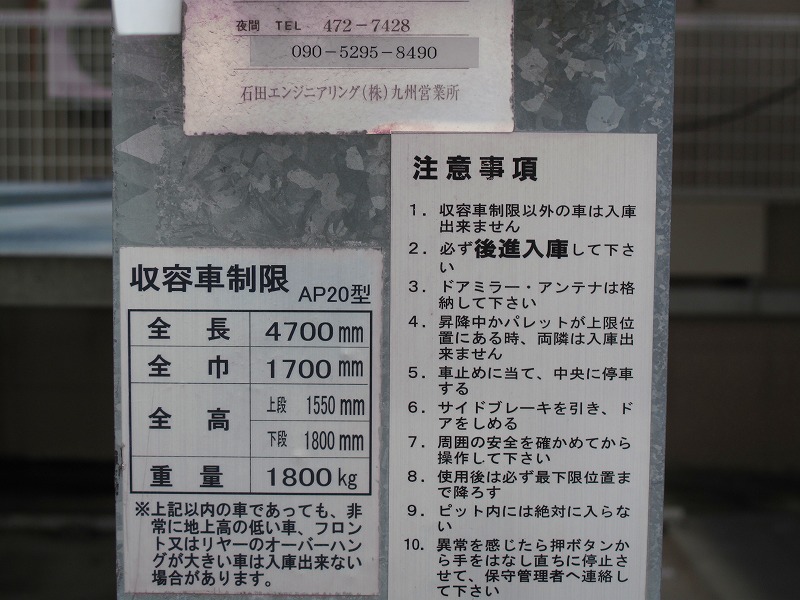 夜間 TEL 472-7428
090-5295-8490
石田エンジニアリング(株)九州営業所
収容車制限 AP20型
全長 4700mm
全巾 1700mm
全高 上段 1550mm
下段 1800mm
重量 1800kg
※上記以内の車であっても、非
常に地上高の低い車、フロン
ト又はリヤーのオーバーハン
グが大きい車は入庫出来ない
場合があります。
注意事項
1. 収容車制限以外の車は入庫
出来ません
2. 必ず後進入庫して下さ
い
3. ドアミラー・アンテナは格
納して下さい
4. 昇降中かパレットが上限位
置にある時、両隣は入庫出
来ません
5. 車止めに当て、中央に停車
する
6. サイドブレーキを引き、ド
アをしめる
7. 周囲の安全を確かめてから
操作して下さい
8. 使用後は必ず最下限位置ま
で降ろす
9. ピット内には絶対に入らな
い
10. 異常を感じたら押ボタンか
ら手をはなし直ちに停止さ
せて、保守管理者へ連絡し
て下さい